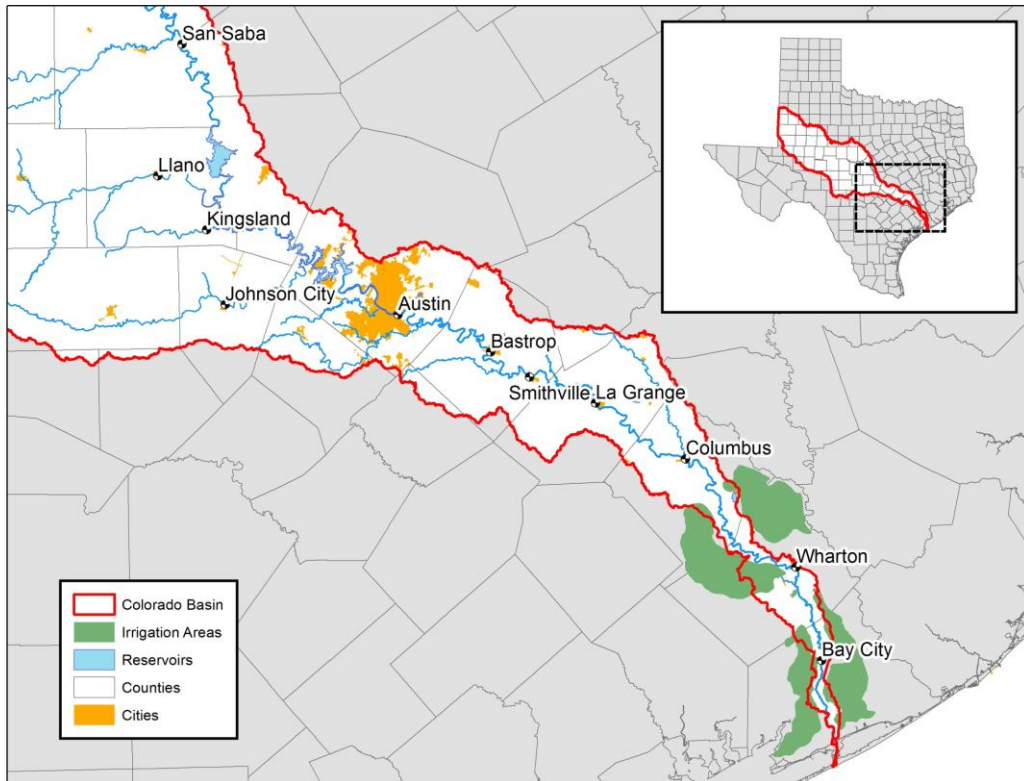 San Saba
Llano
Kingsland
Johnson City
Austin
Bastrop
Smithville La Grange
Columbus
Wharton
Bay City
Colorado Basin
Irrigation Areas
Reservoirs
Counties
Cities